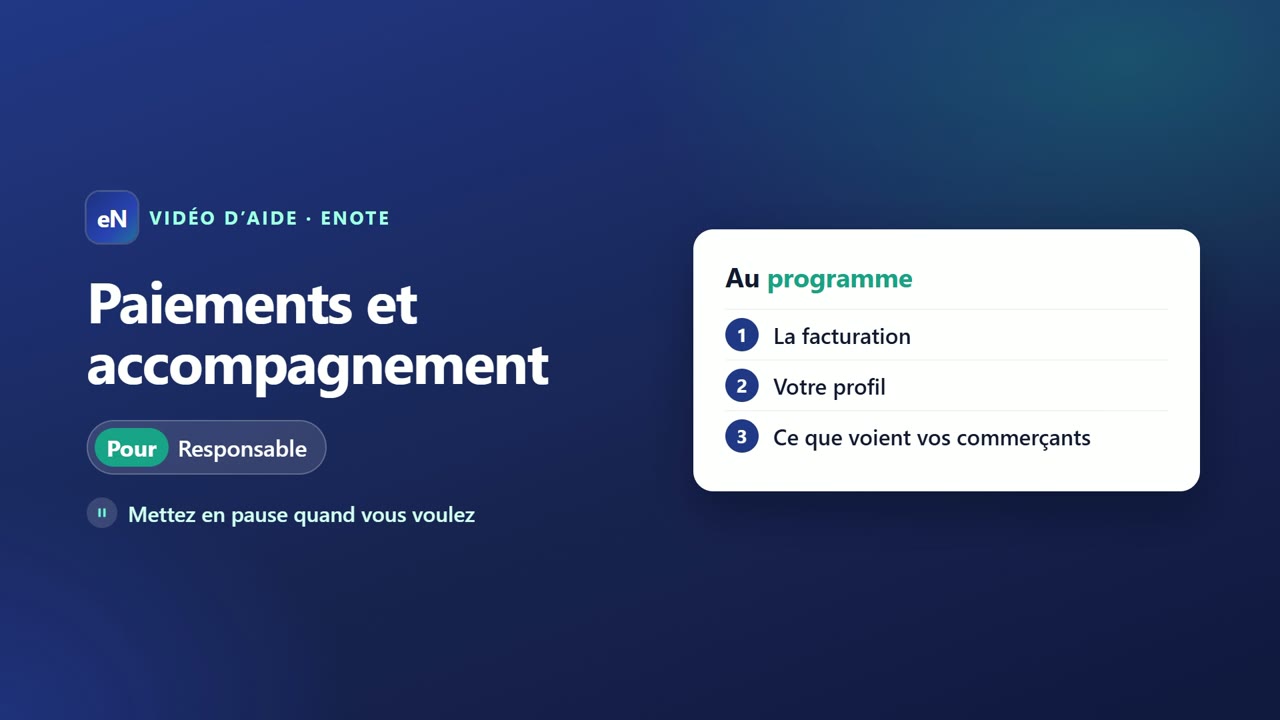 eN
VIDÉO D’AIDE · ENOTE
Paiements et
accompagnement
Pour Responsable
Mettez en pause quand vous voulez
Au programme
1 La facturation
2 Votre profil
3 Ce que voient vos commerçants